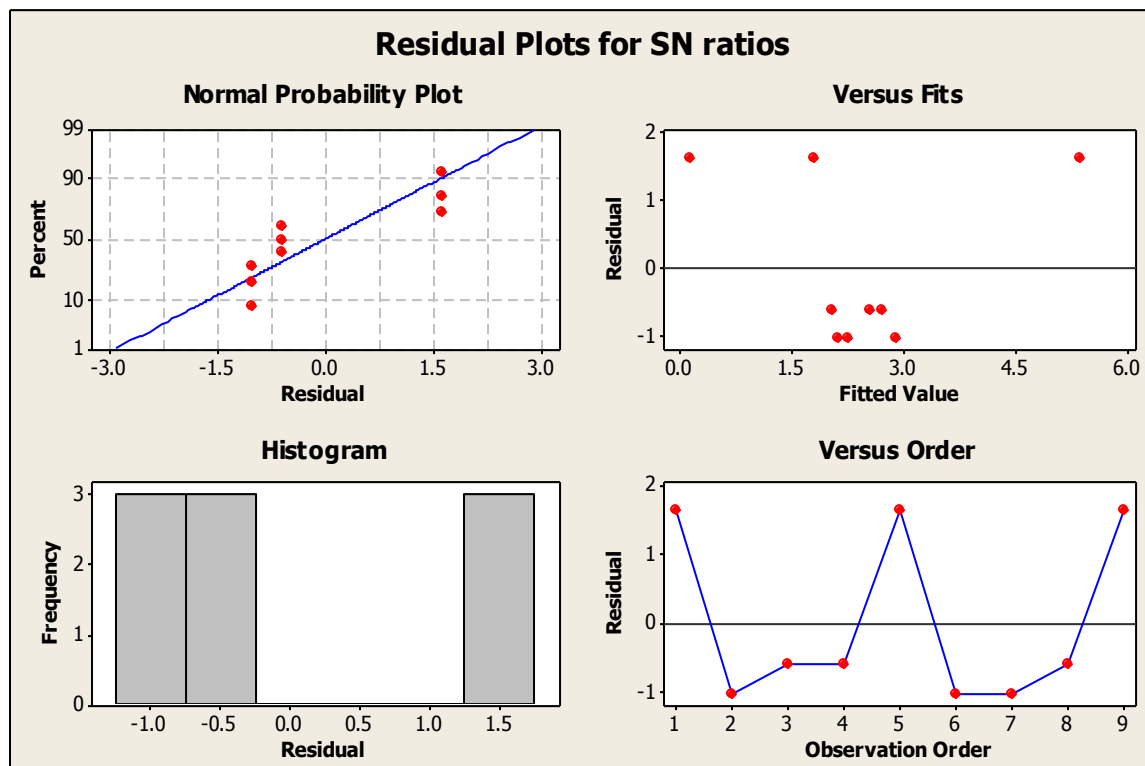 Residual Plots for SN ratios
Normal Probability Plot
99
90
50
10
1
Percent
-3.0 -1.5 0.0 1.5 3.0
Residual
Versus Fits
2
1
0
-1
Residual
0.0 1.5 3.0 4.5 6.0
Fitted Value
Histogram
3
2
1
0
Frequency
-1.0 -0.5 0.0 0.5 1.0 1.5
Residual
Versus Order
2
1
0
-1
Residual
1 2 3 4 5 6 7 8 9
Observation Order